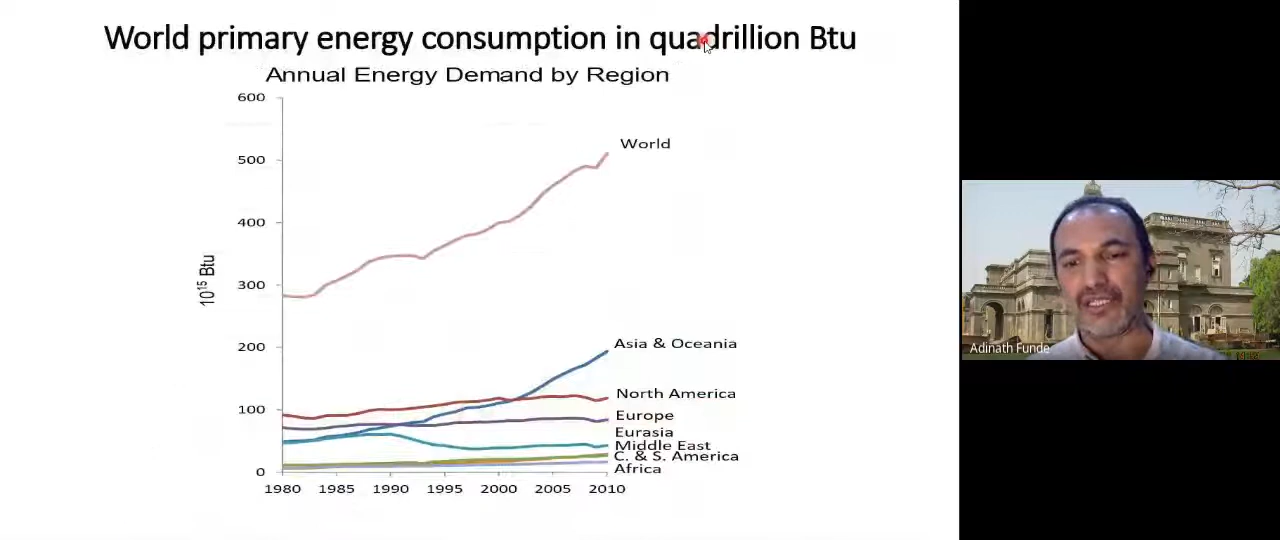 World primary energy consumption in quadrillion Btu
Annual Energy Demand by Region
600
500
400
300
200
100
0
10¹⁵ Btu
World
Asia & Oceania
North America
Europe
Eurasia
Middle East
C. & S. America
Africa
1980 1985 1990 1995 2000 2005 2010
Adinath Funde